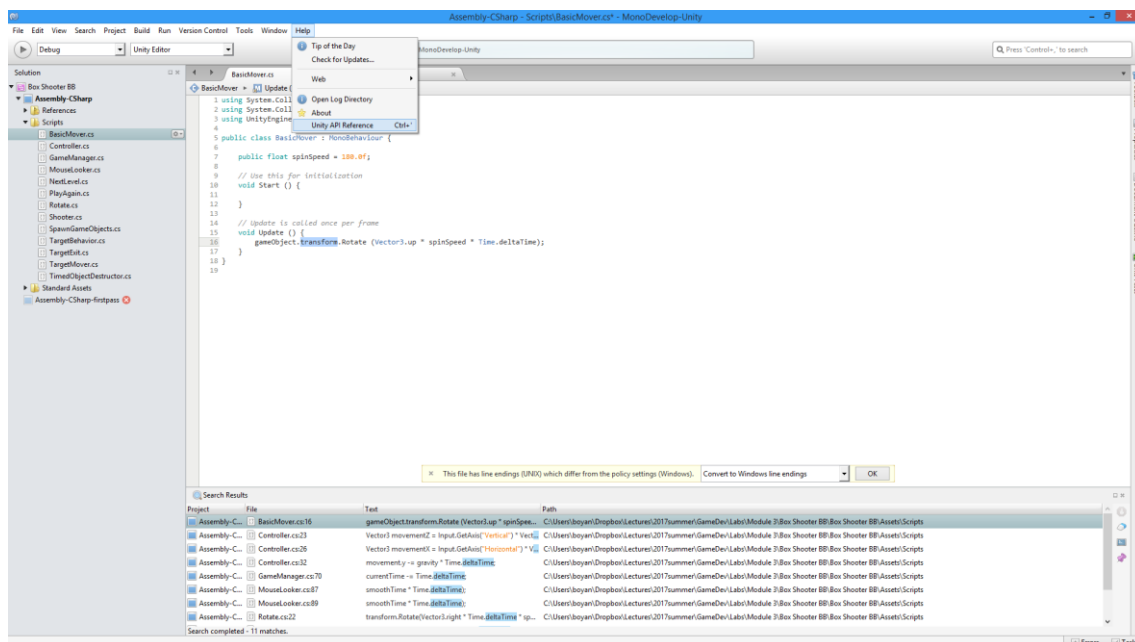 Assembly-CSharp - Scripts\BasicMover.cs* - MonoDevelop-Unity
File Edit View Search Project Build Run Version Control Tools Window Help
Debug Unity Editor MonoDevelop-Unity Press 'Control+,' to search
Tip of the Day
Check for Updates...
Web
Open Log Directory
About
Unity API Reference Ctrl+'
Solution
Box Shooter BB
Assembly-CSharp
References
Scripts
BasicMover.cs
Controller.cs
GameManager.cs
MouseLooker.cs
NextLevel.cs
PlayAgain.cs
Rotate.cs
Shooter.cs
SpawnGameObjects.cs
TargetBehavior.cs
TargetExit.cs
TargetMover.cs
TimedObjectDestructor.cs
Standard Assets
Assembly-CSharp-firstpass
BasicMover.cs
BasicMover Update (
1 using System.Coll
2 using System.Coll
3 using UnityEngine
4
5 public class BasicMover : MonoBehaviour {
6
7 public float spinSpeed = 180.0f;
8
9 // Use this for initialization
10 void Start () {
11
12 }
13
14 // Update is called once per frame
15 void Update () {
16 gameObject.transform.Rotate (Vector3.up * spinSpeed * Time.deltaTime);
17 }
18 }
19
This file has line endings (UNIX) which differ from the policy settings (Windows). Convert to Windows line endings OK
Search Results
Project File Text Path
Assembly-C... BasicMover.cs:16 gameObject.transform.Rotate (Vector3.up * spinSpee... C:\Users\boyan\Dropbox\Lectures\2017summer\GameDev\Labs\Module 3\Box Shooter BB\Box Shooter BB\Assets\Scripts
Assembly-C... Controller.cs:23 Vector3 movementZ = Input.GetAxis("Vertical") * Vect... C:\Users\boyan\Dropbox\Lectures\2017summer\GameDev\Labs\Module 3\Box Shooter BB\Box Shooter BB\Assets\Scripts
Assembly-C... Controller.cs:26 Vector3 movementX = Input.GetAxis("Horizontal") * V... C:\Users\boyan\Dropbox\Lectures\2017summer\GameDev\Labs\Module 3\Box Shooter BB\Box Shooter BB\Assets\Scripts
Assembly-C... Controller.cs:32 movement.y -= gravity * Time.deltaTime; C:\Users\boyan\Dropbox\Lectures\2017summer\GameDev\Labs\Module 3\Box Shooter BB\Box Shooter BB\Assets\Scripts
Assembly-C... GameManager.cs:70 currentTime -= Time.deltaTime; C:\Users\boyan\Dropbox\Lectures\2017summer\GameDev\Labs\Module 3\Box Shooter BB\Box Shooter BB\Assets\Scripts
Assembly-C... MouseLooker.cs:87 smoothTime * Time.deltaTime); C:\Users\boyan\Dropbox\Lectures\2017summer\GameDev\Labs\Module 3\Box Shooter BB\Box Shooter BB\Assets\Scripts
Assembly-C... MouseLooker.cs:89 smoothTime * Time.deltaTime); C:\Users\boyan\Dropbox\Lectures\2017summer\GameDev\Labs\Module 3\Box Shooter BB\Box Shooter BB\Assets\Scripts
Assembly-C... Rotate.cs:22 transform.Rotate(Vector3.right * Time.deltaTime * sp... C:\Users\boyan\Dropbox\Lectures\2017summer\GameDev\Labs\Module 3\Box Shooter BB\Box Shooter BB\Assets\Scripts
Search completed - 11 matches.